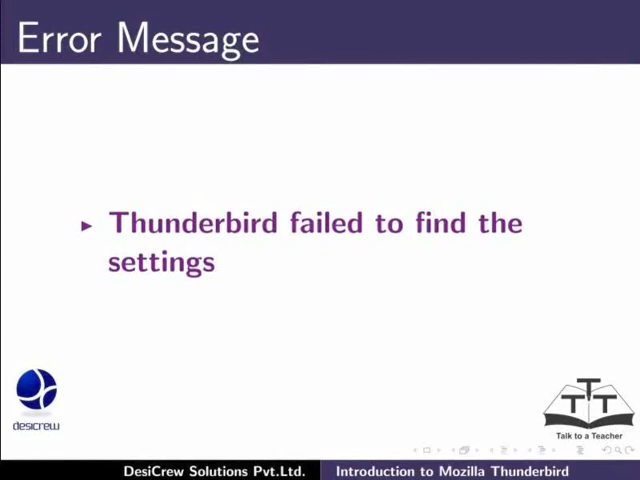 Error Message
▶ Thunderbird failed to find the
settings
desicrew
TTT
Talk to a Teacher
DesiCrew Solutions Pvt.Ltd. Introduction to Mozilla Thunderbird